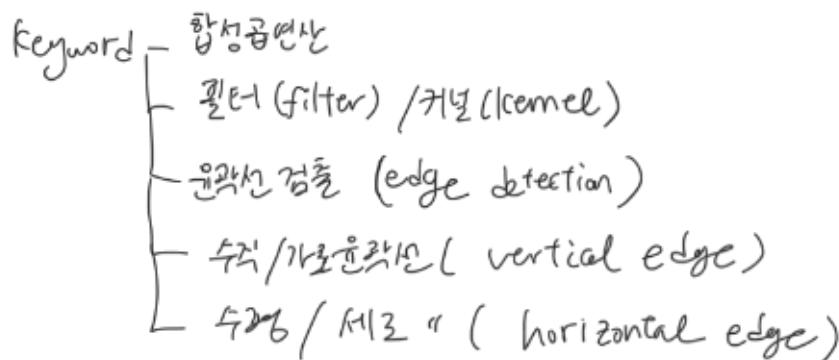 keyword - 합성곱연산
필터 (filter) / 커널 (kernel)
윤곽선 검출 (edge detection)
수직/가로윤곽선 ( vertical edge )
수평 / 세로 〃 ( horizontal edge )